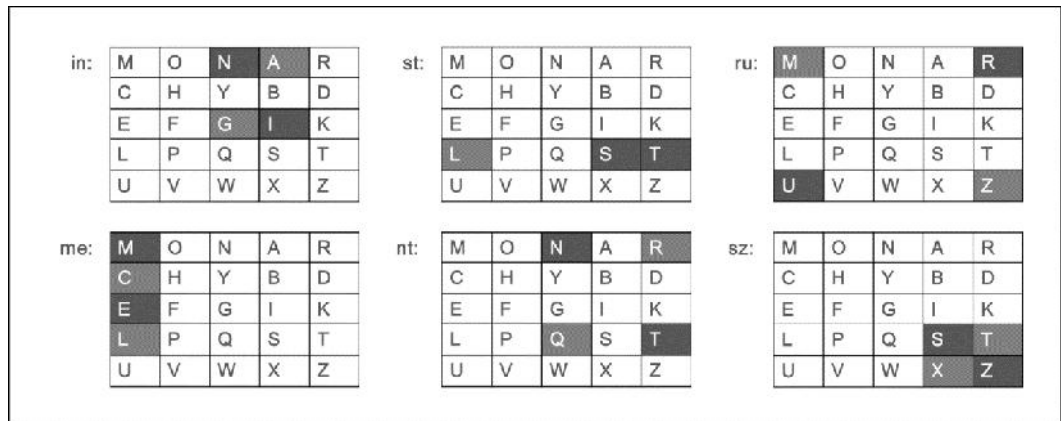 in: M O N A R st: M O N A R ru: M O N A R
C H Y B D C H Y B D C H Y B D
E F G I K E F G I K E F G I K
L P Q S T L P Q S T L P Q S T
U V W X Z U V W X Z U V W X Z
me: M O N A R nt: M O N A R sz: M O N A R
C H Y B D C H Y B D C H Y B D
E F G I K E F G I K E F G I K
L P Q S T L P Q S T L P Q S T
U V W X Z U V W X Z U V W X Z